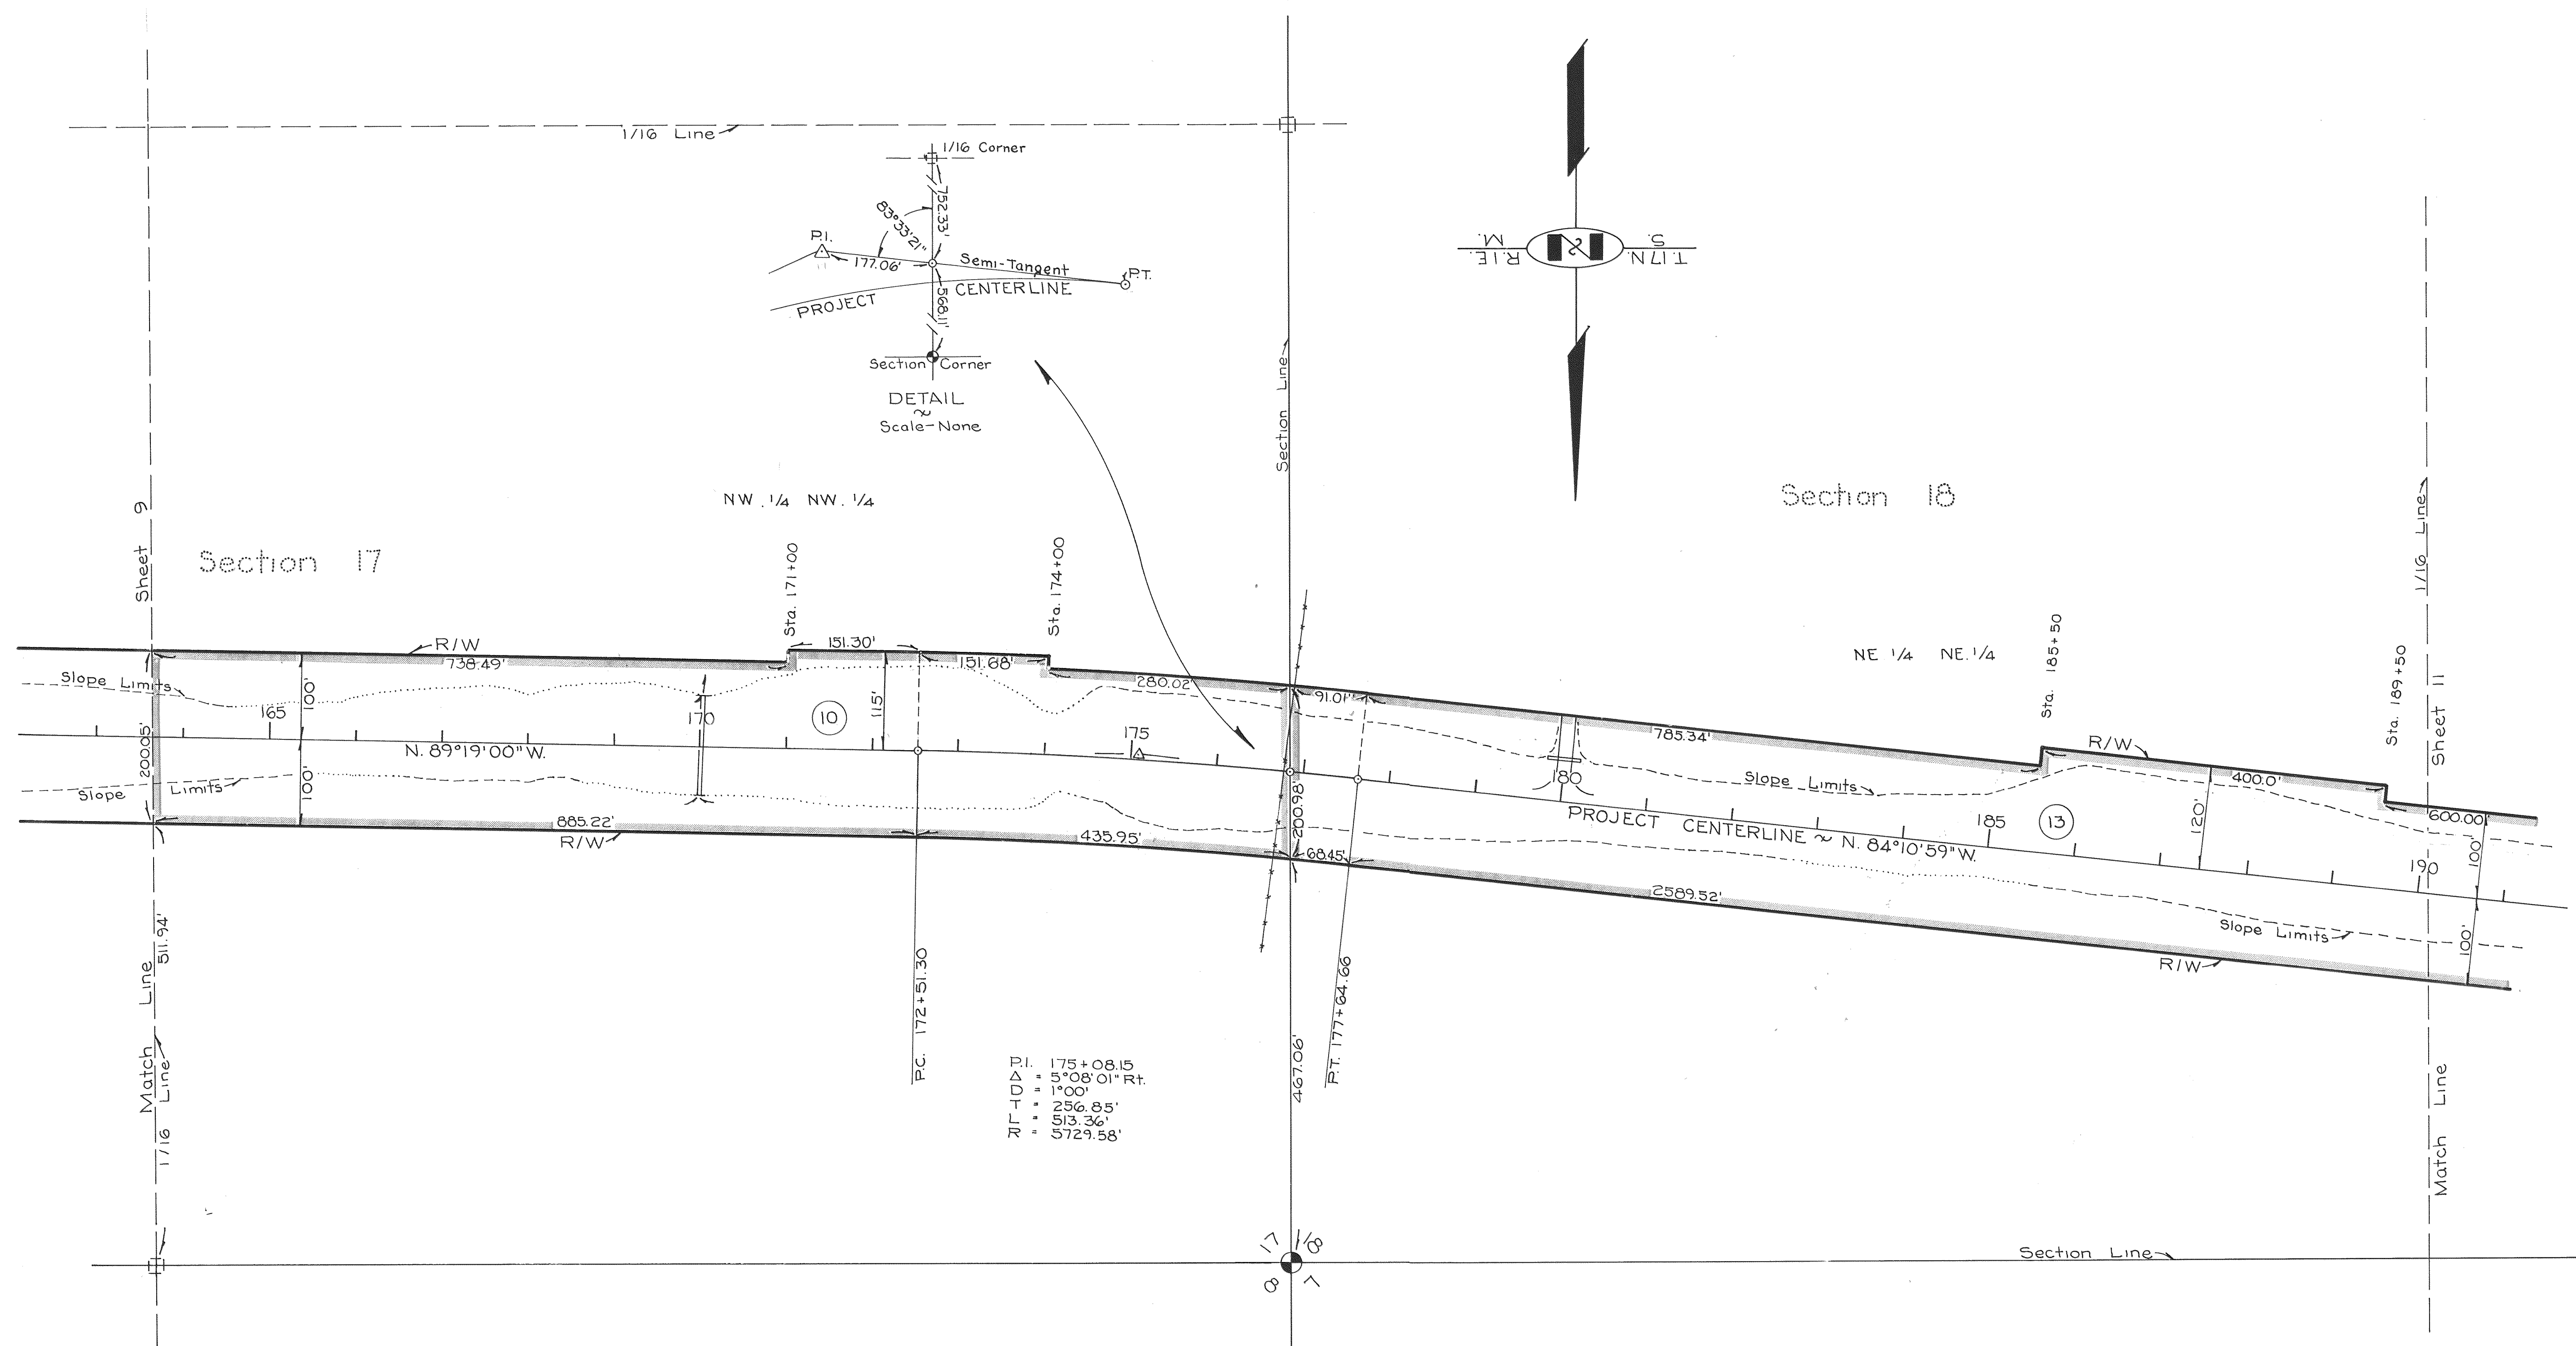 1/16 Line
1/16 Corner
752.33'
83°33'21"
P.I.
177.06'
Semi-Tangent
P.T.
PROJECT CENTERLINE
568.11'
Section Corner
DETAIL
Scale-None
Section Line
R.1E.
M.
T.17N.
S.
NW. 1/4 NW. 1/4
Section 17
Section 18
Sheet 9
1/16 Line
Sta. 171+00
Sta. 174+00
NE 1/4 NE. 1/4
Sta. 185+50
Sta. 189+50
Sheet 11
R/W
738.49'
151.30'
151.68'
280.02'
91.01'
785.34'
R/W
400.0'
600.00'
Slope Limits
100'
165
170
10
115'
175
180
Slope Limits
185
13
120'
190
100'
200.05'
N. 89°19'00" W.
PROJECT CENTERLINE ~ N. 84°10'59" W.
200.98'
Slope Limits
100'
885.22'
R/W
435.95'
68.45'
2589.52'
Slope Limits
R/W
100'
511.94'
Match Line
1/16 Line
P.C. 172+51.30
P.T. 177+64.66
467.06'
Match Line
P.I. 175+08.15
Δ = 5°08'01" Rt.
D = 1°00'
T = 256.85'
L = 513.36'
R = 5729.58'
Section Line
17 18
8 7